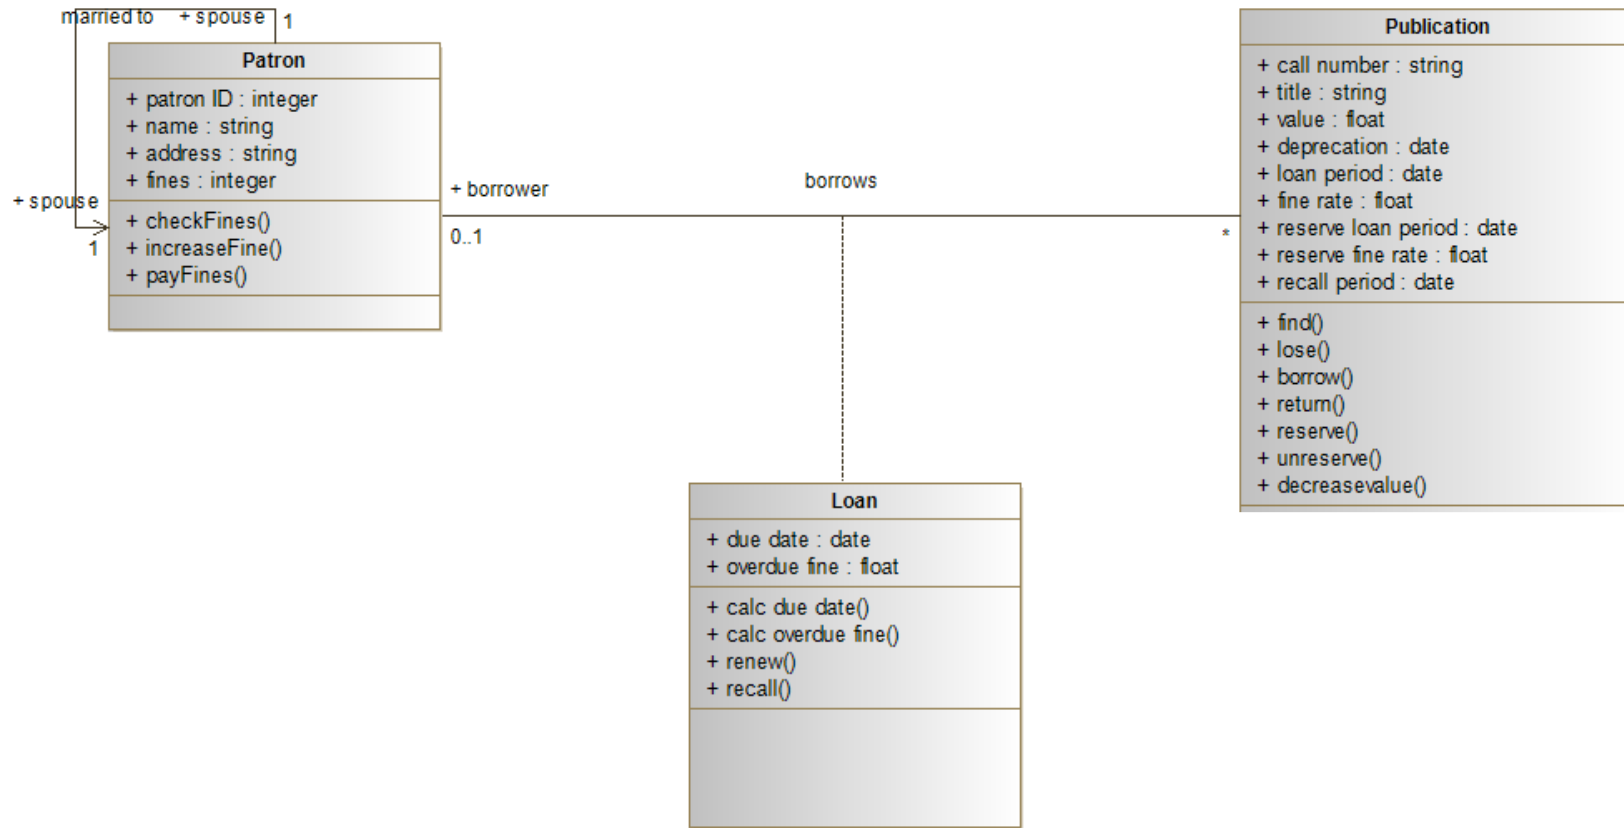 married to + spouse 1
Patron
+ patron ID : integer
+ name : string
+ address : string
+ fines : integer
+ checkFines()
+ increaseFine()
+ payFines()
+ spouse
1
+ borrower
0..1
borrows
*
Publication
+ call number : string
+ title : string
+ value : float
+ deprecation : date
+ loan period : date
+ fine rate : float
+ reserve loan period : date
+ reserve fine rate : float
+ recall period : date
+ find()
+ lose()
+ borrow()
+ return()
+ reserve()
+ unreserve()
+ decreasevalue()
Loan
+ due date : date
+ overdue fine : float
+ calc due date()
+ calc overdue fine()
+ renew()
+ recall()